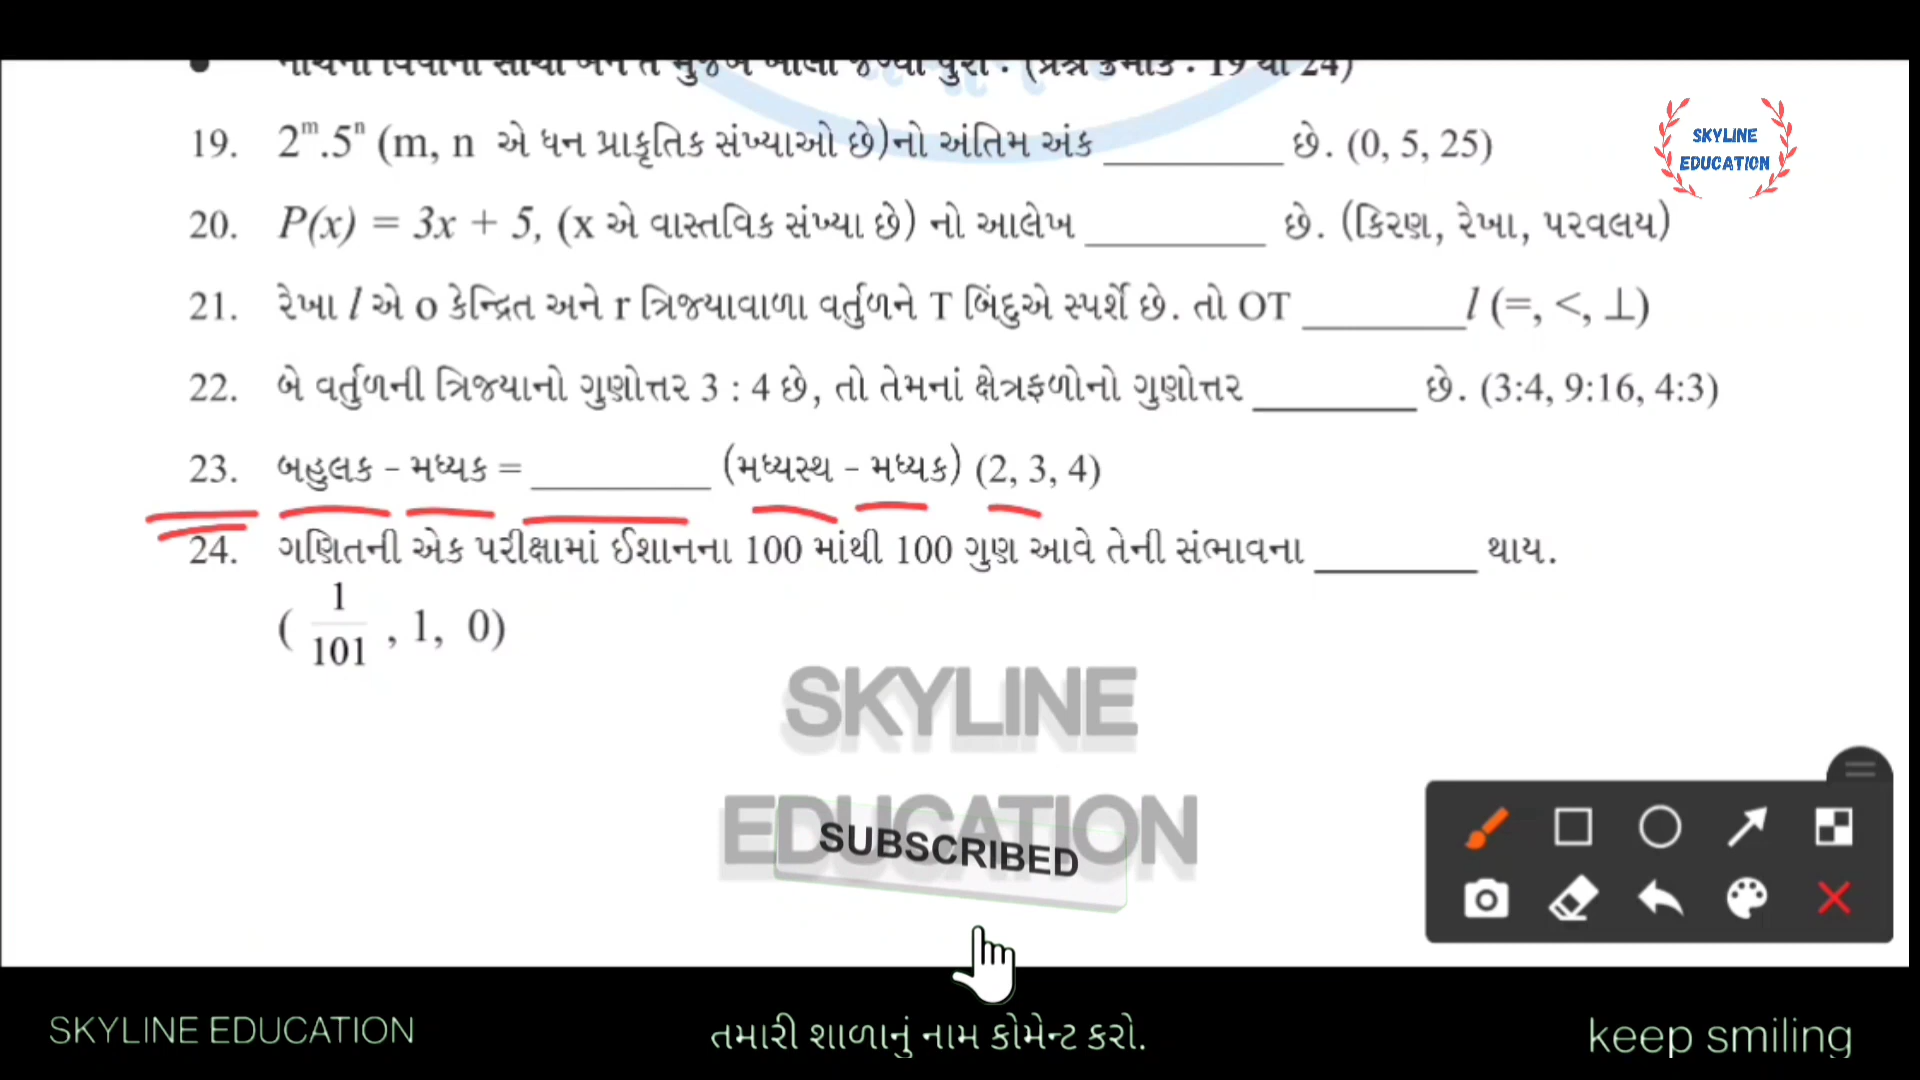 (પ્રશ્ન ક્રમાંક : 19 થી 24)
SKYLINE
EDUCATION
19. 2ᵐ.5ⁿ (m, n એ ધન પ્રાકૃતિક સંખ્યાઓ છે)નો અંતિમ અંક ________ છે. (0, 5, 25)
20. P(x) = 3x + 5, (x એ વાસ્તવિક સંખ્યા છે) નો આલેખ ________ છે. (કિરણ, રેખા, પરવલય)
21. રેખા l એ o કેન્દ્રિત અને r ત્રિજ્યાવાળા વર્તુળને T બિંદુએ સ્પર્શે છે. તો OT ________ l (=, <, ⊥)
22. બે વર્તુળની ત્રિજ્યાનો ગુણોત્તર 3 : 4 છે, તો તેમનાં ક્ષેત્રફળોનો ગુણોત્તર ________ છે. (3:4, 9:16, 4:3)
23. બહુલક - મધ્યક = ________ (મધ્યસ્થ - મધ્યક) (2, 3, 4)
24. ગણિતની એક પરીક્ષામાં ઈશાનના 100 માંથી 100 ગુણ આવે તેની સંભાવના ________ થાય.
( 1/101 , 1, 0)
SKYLINE
EDUCATION
SUBSCRIBED
SKYLINE EDUCATION
તમારી શાળાનું નામ કોમેન્ટ કરો.
keep smiling